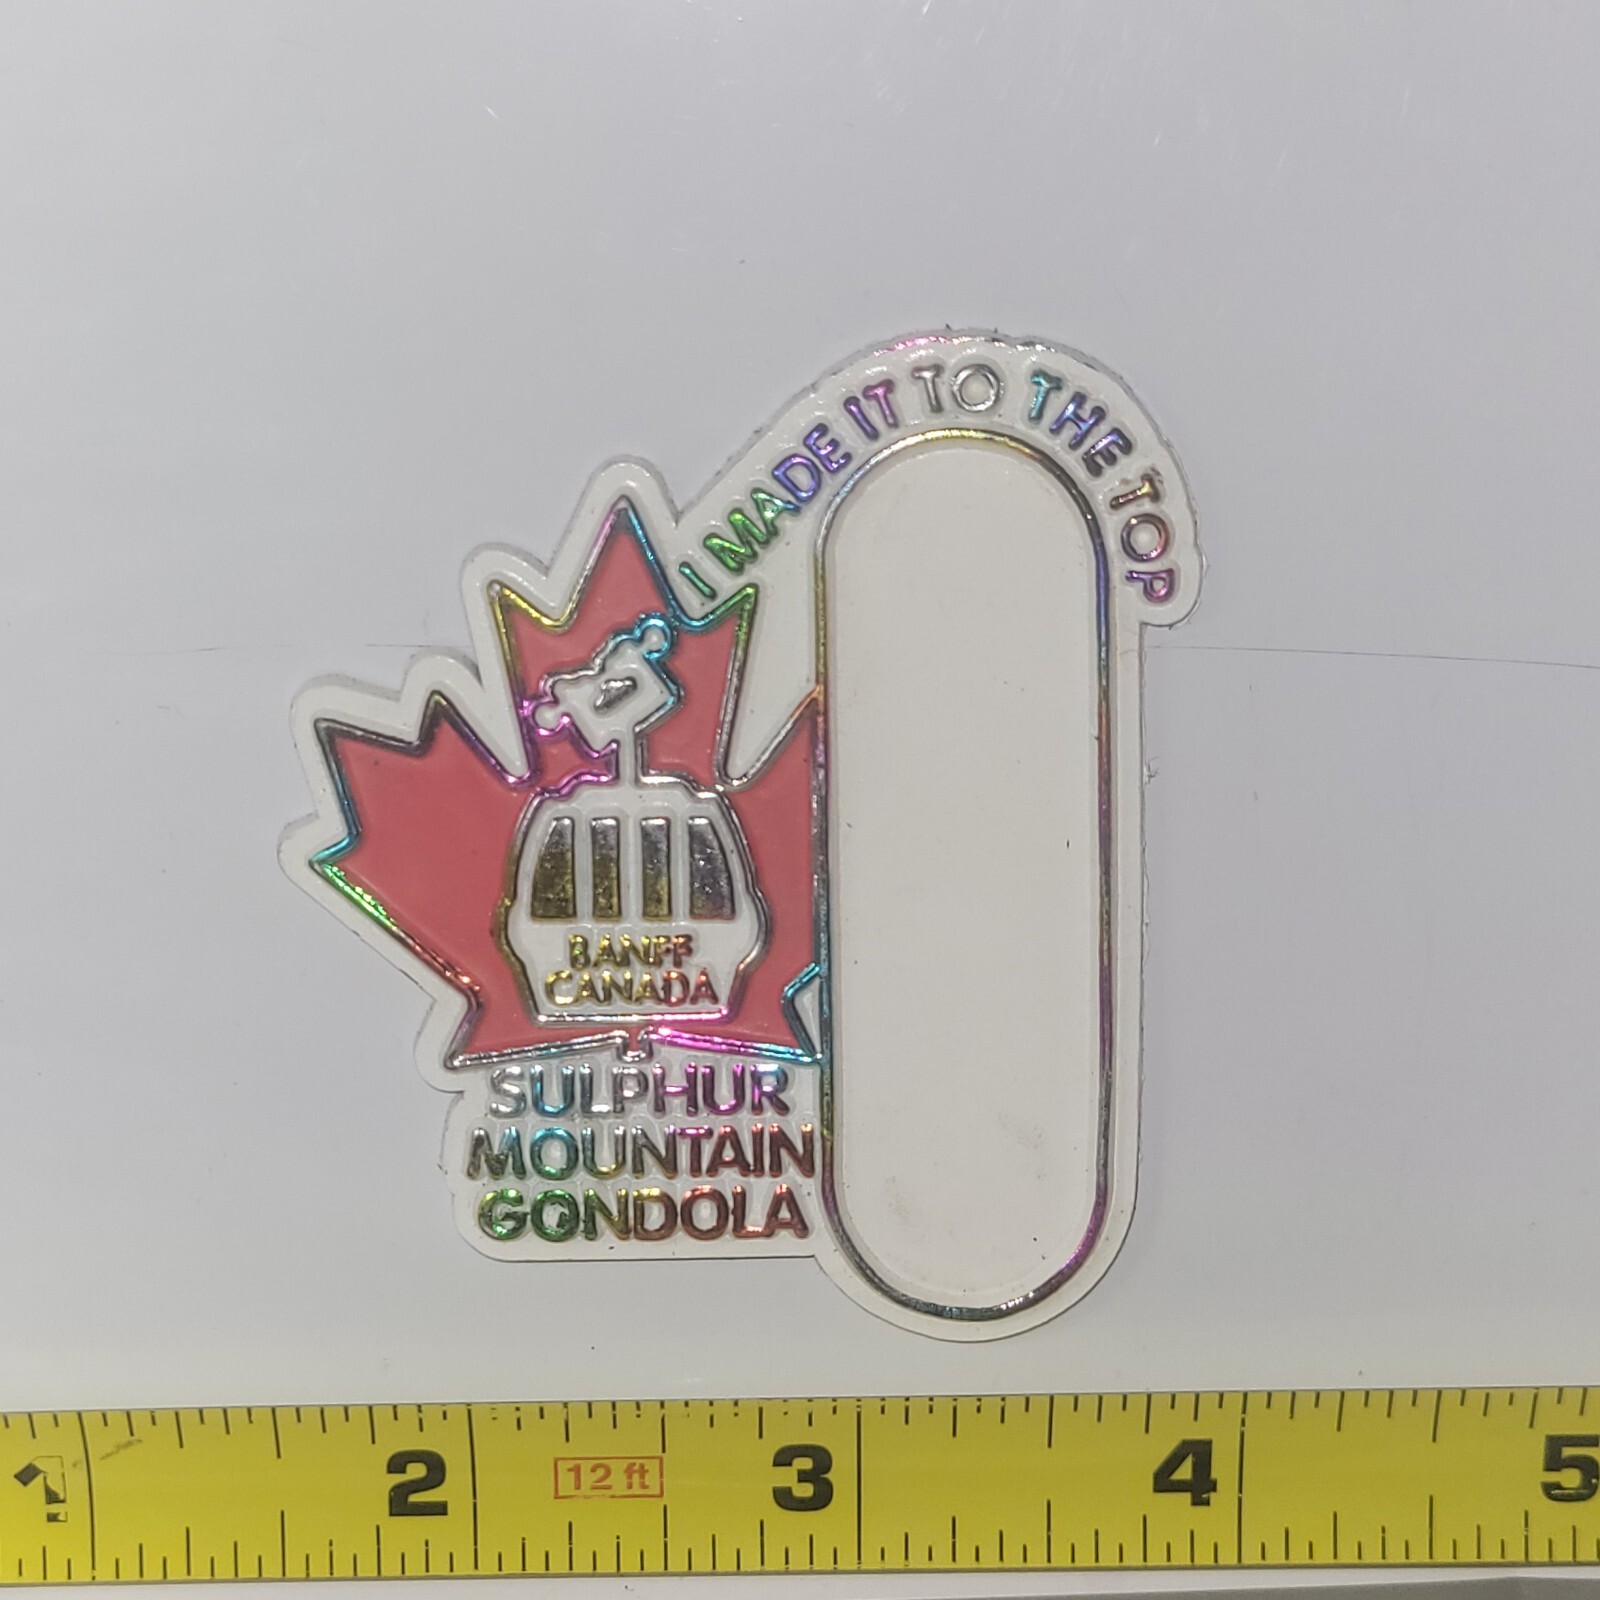 I MADE IT TO THE TOP
BANFF
CANADA
SULPHUR
MOUNTAIN
GONDOLA
1 2 12 ft 3 4 5